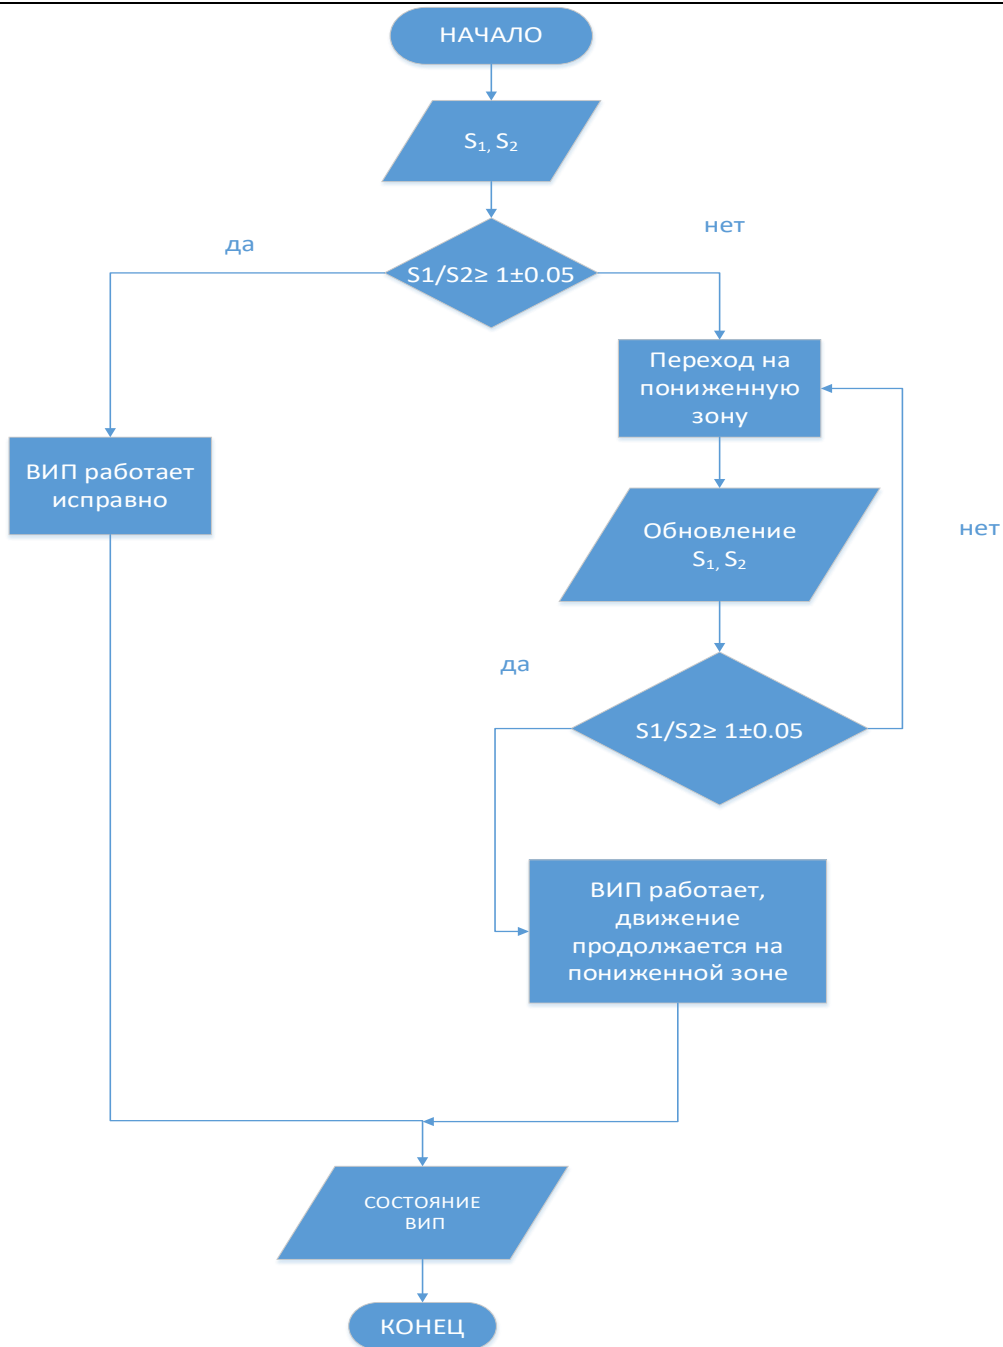 НАЧАЛО
S₁, S₂
да
нет
S1/S2≥ 1±0.05
Переход на
пониженную
зону
ВИП работает
исправно
Обновление
S₁, S₂
нет
да
S1/S2≥ 1±0.05
ВИП работает,
движение
продолжается на
пониженной зоне
СОСТОЯНИЕ
ВИП
КОНЕЦ